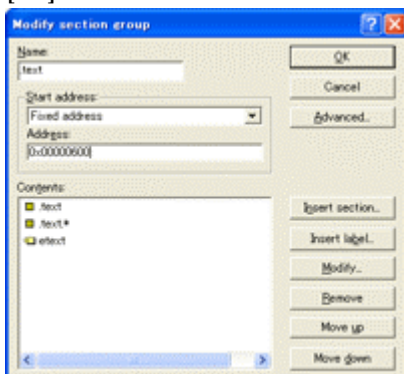 Modify section group
Name:
.text
OK
Cancel
Advanced..
Start address:
Fixed address
Address:
0x00000600
Contents:
.text
.text.*
etext
Insert section..
Insert label..
Modify..
Remove
Move up
Move down